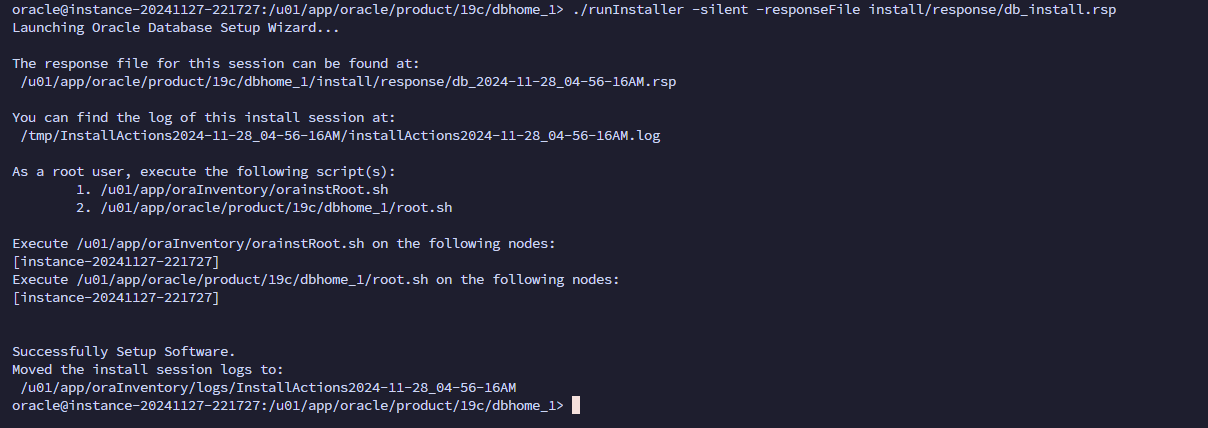 oracle@instance-20241127-221727:/u01/app/oracle/product/19c/dbhome_1> ./runInstaller -silent -responseFile install/response/db_install.rsp
Launching Oracle Database Setup Wizard...
The response file for this session can be found at:
/u01/app/oracle/product/19c/dbhome_1/install/response/db_2024-11-28_04-56-16AM.rsp
You can find the log of this install session at:
/tmp/InstallActions2024-11-28_04-56-16AM/installActions2024-11-28_04-56-16AM.log
As a root user, execute the following script(s):
1. /u01/app/oraInventory/orainstRoot.sh
2. /u01/app/oracle/product/19c/dbhome_1/root.sh
Execute /u01/app/oraInventory/orainstRoot.sh on the following nodes:
[instance-20241127-221727]
Execute /u01/app/oracle/product/19c/dbhome_1/root.sh on the following nodes:
[instance-20241127-221727]
Successfully Setup Software.
Moved the install session logs to:
/u01/app/oraInventory/logs/InstallActions2024-11-28_04-56-16AM
oracle@instance-20241127-221727:/u01/app/oracle/product/19c/dbhome_1>